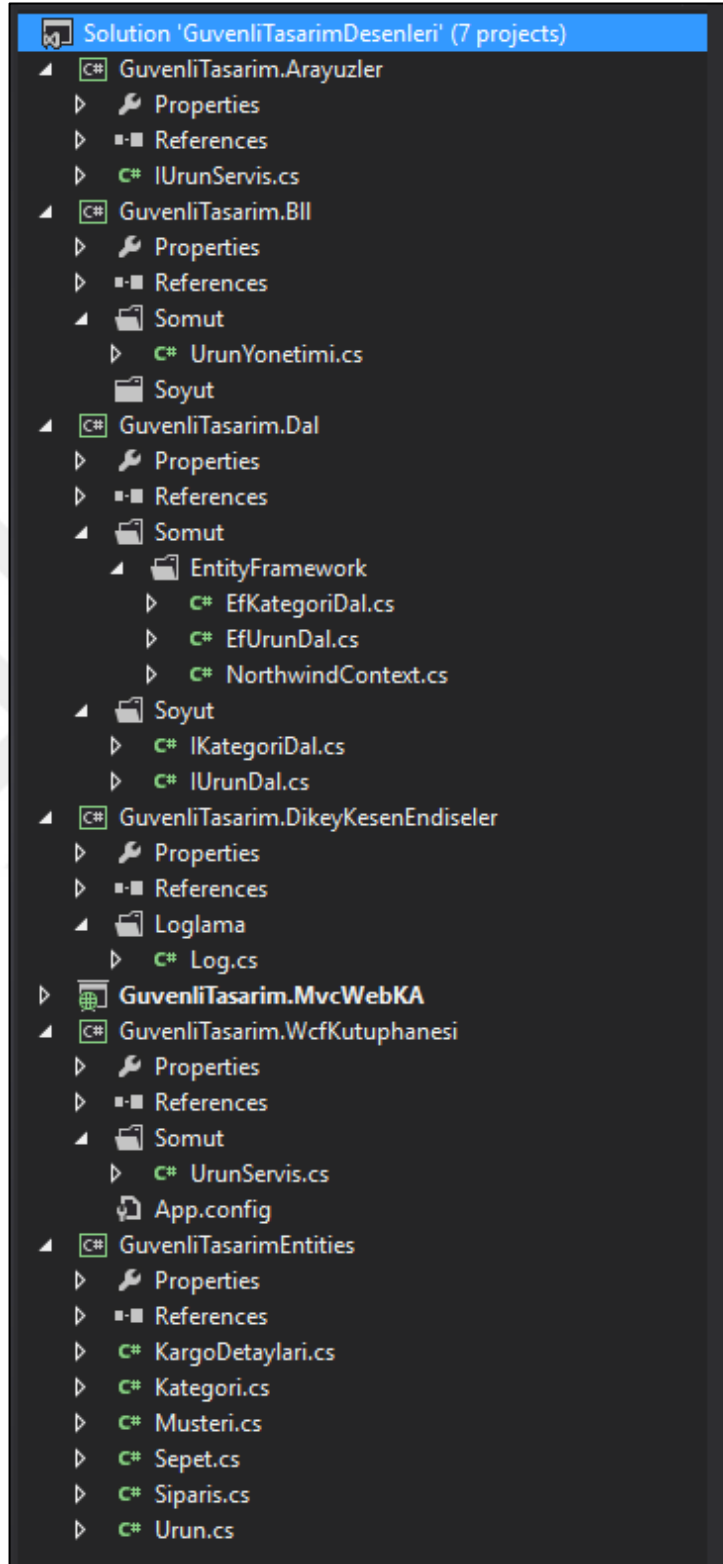 Solution 'GuvenliTasarimDesenleri' (7 projects)
C# GuvenliTasarim.Arayuzler
Properties
References
C# IUrunServis.cs
C# GuvenliTasarim.Bll
Properties
References
Somut
C# UrunYonetimi.cs
Soyut
C# GuvenliTasarim.Dal
Properties
References
Somut
EntityFramework
C# EfKategoriDal.cs
C# EfUrunDal.cs
C# NorthwindContext.cs
Soyut
C# IKategoriDal.cs
C# IUrunDal.cs
C# GuvenliTasarim.DikeyKesenEndiseler
Properties
References
Loglama
C# Log.cs
GuvenliTasarim.MvcWebKA
C# GuvenliTasarim.WcfKutuphanesi
Properties
References
Somut
C# UrunServis.cs
App.config
C# GuvenliTasarimEntities
Properties
References
C# KargoDetaylari.cs
C# Kategori.cs
C# Musteri.cs
C# Sepet.cs
C# Siparis.cs
C# Urun.cs